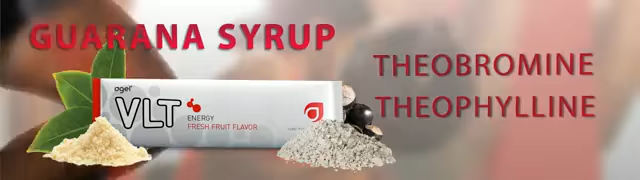 GUARANA SYRUP
THEOBROMINE
THEOPHYLLINE
agel
VLT
ENERGY
FRESH FRUIT FLAVOR